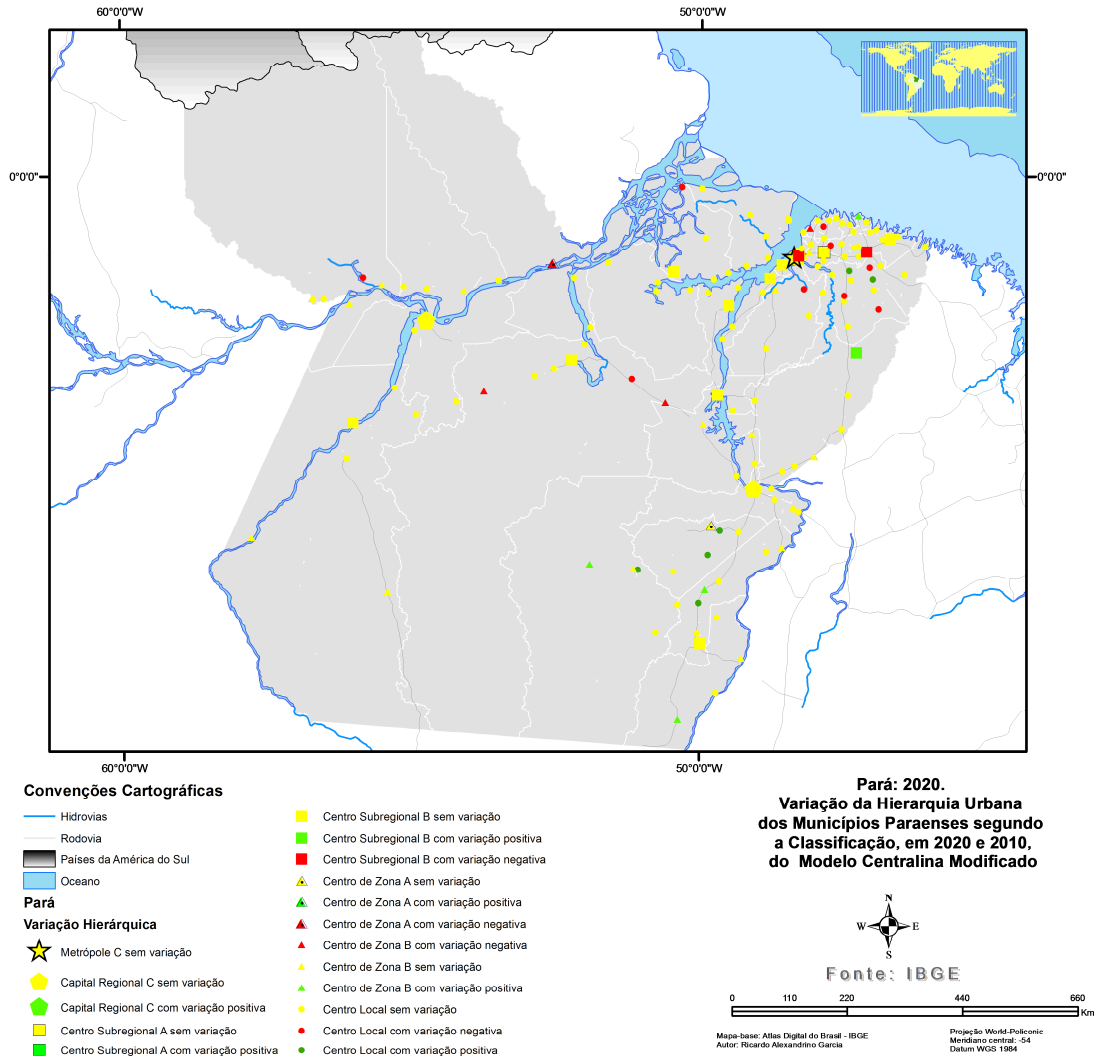 60°0'0"W
50°0'0"W
0°0'0"
0°0'0"
60°0'0"W
50°0'0"W
Convenções Cartográficas
Hidrovias
Rodovia
Países da América do Sul
Oceano
Pará
Variação Hierárquica
Metrópole C sem variação
Capital Regional C sem variação
Capital Regional C com variação positiva
Centro Subregional A sem variação
Centro Subregional A com variação positiva
Centro Subregional B sem variação
Centro Subregional B com variação positiva
Centro Subregional B com variação negativa
Centro de Zona A sem variação
Centro de Zona A com variação positiva
Centro de Zona A com variação negativa
Centro de Zona B com variação negativa
Centro de Zona B sem variação
Centro de Zona B com variação positiva
Centro Local sem variação
Centro Local com variação negativa
Centro Local com variação positiva
Pará: 2020.
Variação da Hierarquia Urbana
dos Municípios Paraenses segundo
a Classificação, em 2020 e 2010,
do Modelo Centralina Modificado
N
W E
S
Fonte: IBGE
0 110 220 440 660
Km
Mapa-base: Atlas Digital do Brasil - IBGE
Autor: Ricardo Alexandrino Garcia
Projeção World-Policonic
Meridiano central: -54
Datum WGS 1984